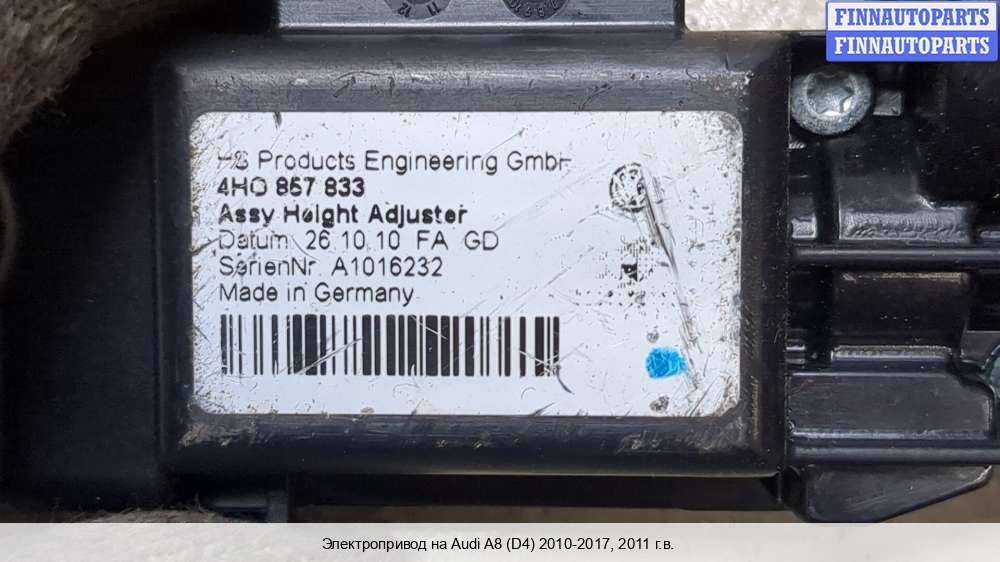 FINNAUTOPARTS
FINNAUTOPARTS
HS Products Engineering GmbH
4HO 857 833
Assy Height Adjuster
Datum 26.10.10 FA GD
SerienNr. A1016232
Made in Germany
Электропривод на Audi A8 (D4) 2010-2017, 2011 г.в.